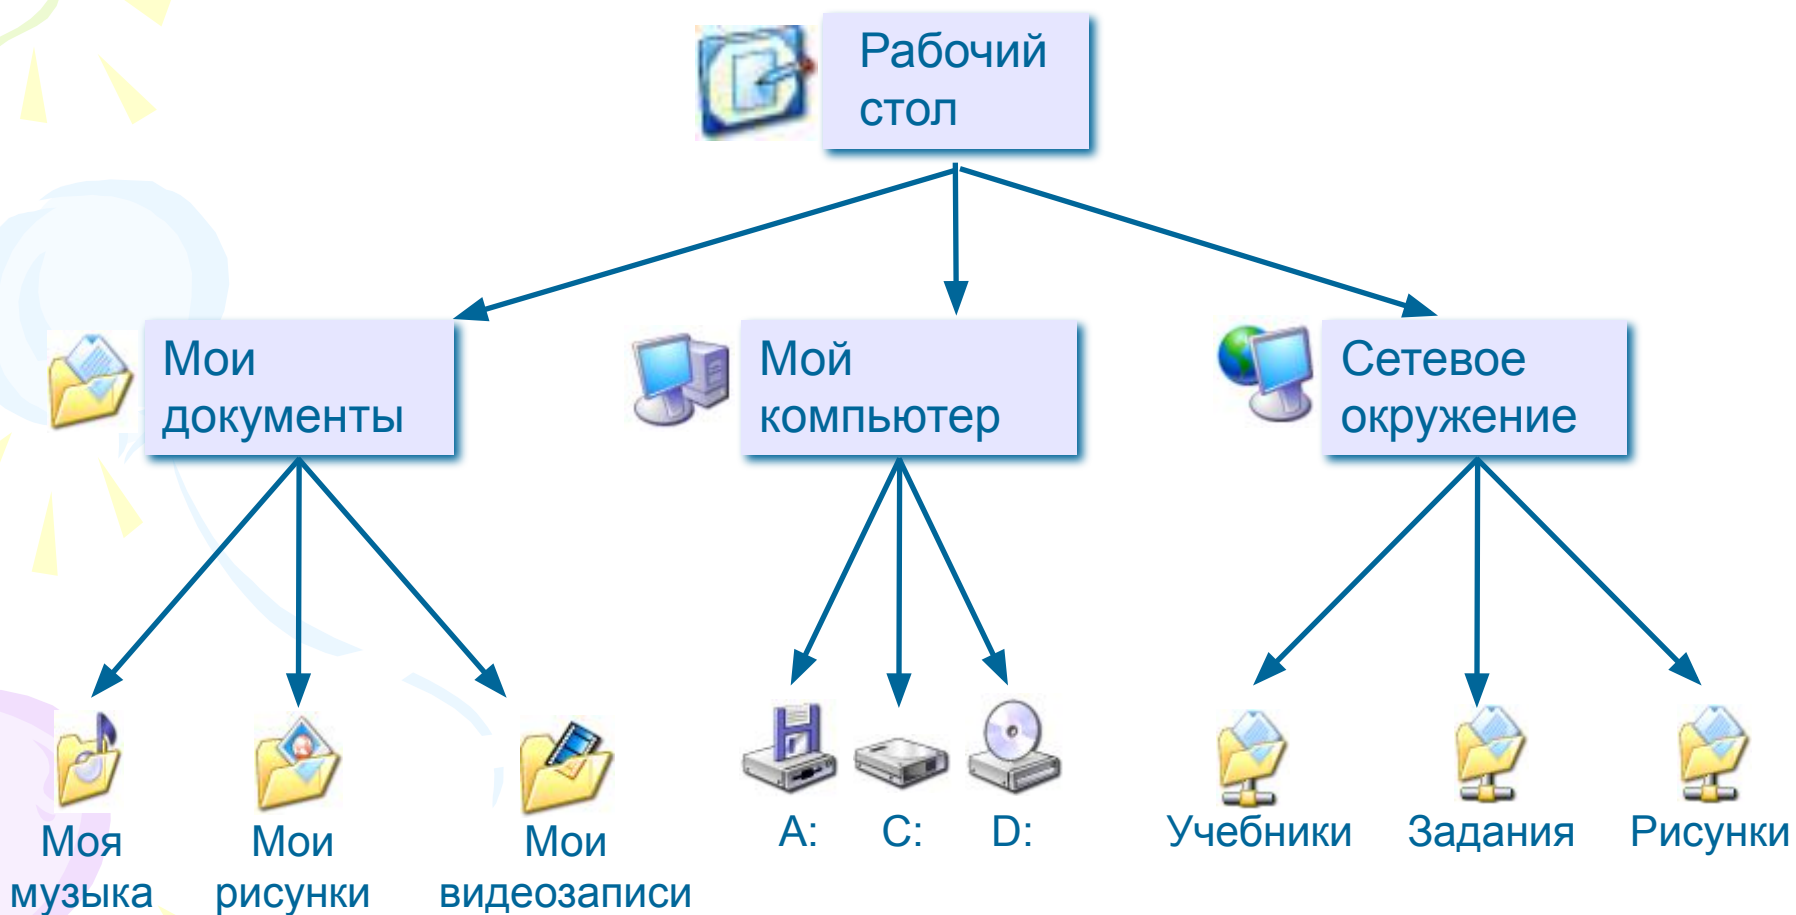 Рабочий
стол
Мои
документы
Мой
компьютер
Сетевое
окружение
Моя
музыка
Мои
рисунки
Мои
видеозаписи
A:
C:
D:
Учебники
Задания
Рисунки